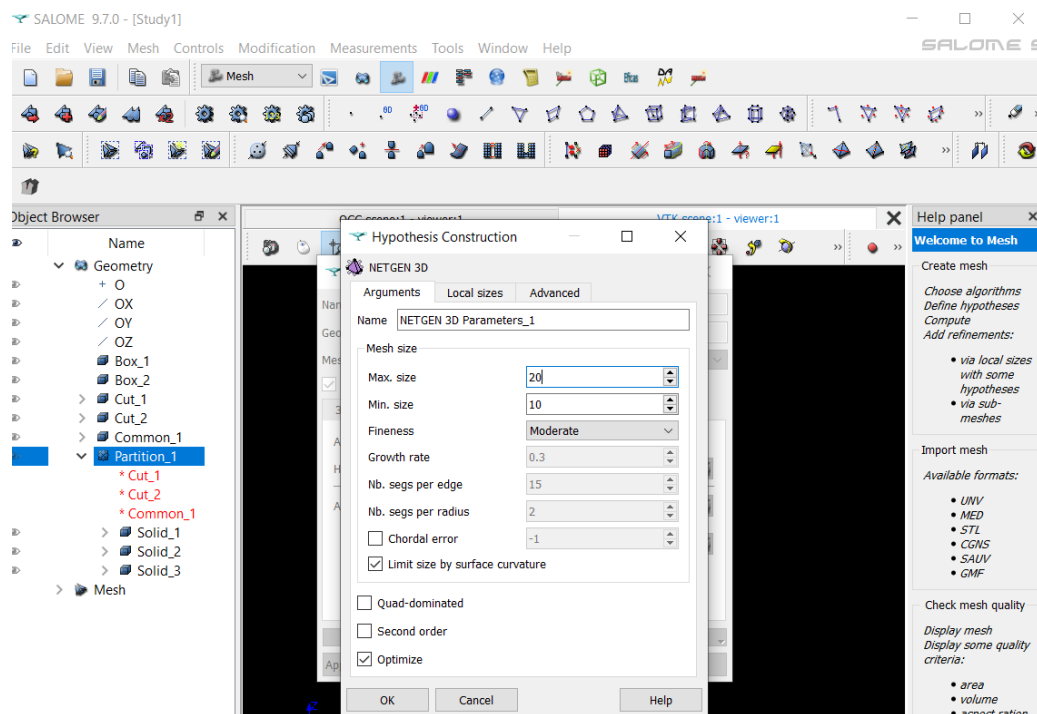 SALOME 9.7.0 - [Study1]
File Edit View Mesh Controls Modification Measurements Tools Window Help
SALOME
Mesh
Object Browser
OCC scene:1 - viewer:1
VTK scene:1 - viewer:1
Help panel
Name
Geometry
O
OX
OY
OZ
Box_1
Box_2
Cut_1
Cut_2
Common_1
Partition_1
* Cut_1
* Cut_2
* Common_1
Solid_1
Solid_2
Solid_3
Mesh
Hypothesis Construction
NETGEN 3D
Arguments Local sizes Advanced
Name NETGEN 3D Parameters_1
Mesh size
Max. size 20
Min. size 10
Fineness Moderate
Growth rate 0.3
Nb. segs per edge 15
Nb. segs per radius 2
Chordal error -1
Limit size by surface curvature
Quad-dominated
Second order
Optimize
OK Cancel Help
Welcome to Mesh
Create mesh
Choose algorithms
Define hypotheses
Compute
Add refinements:
• via local sizes
with some
hypotheses
• via sub-
meshes
Import mesh
Available formats:
• UNV
• MED
• STL
• CGNS
• SAUV
• GMF
Check mesh quality
Display mesh
Display some quality
criteria:
• area
• volume